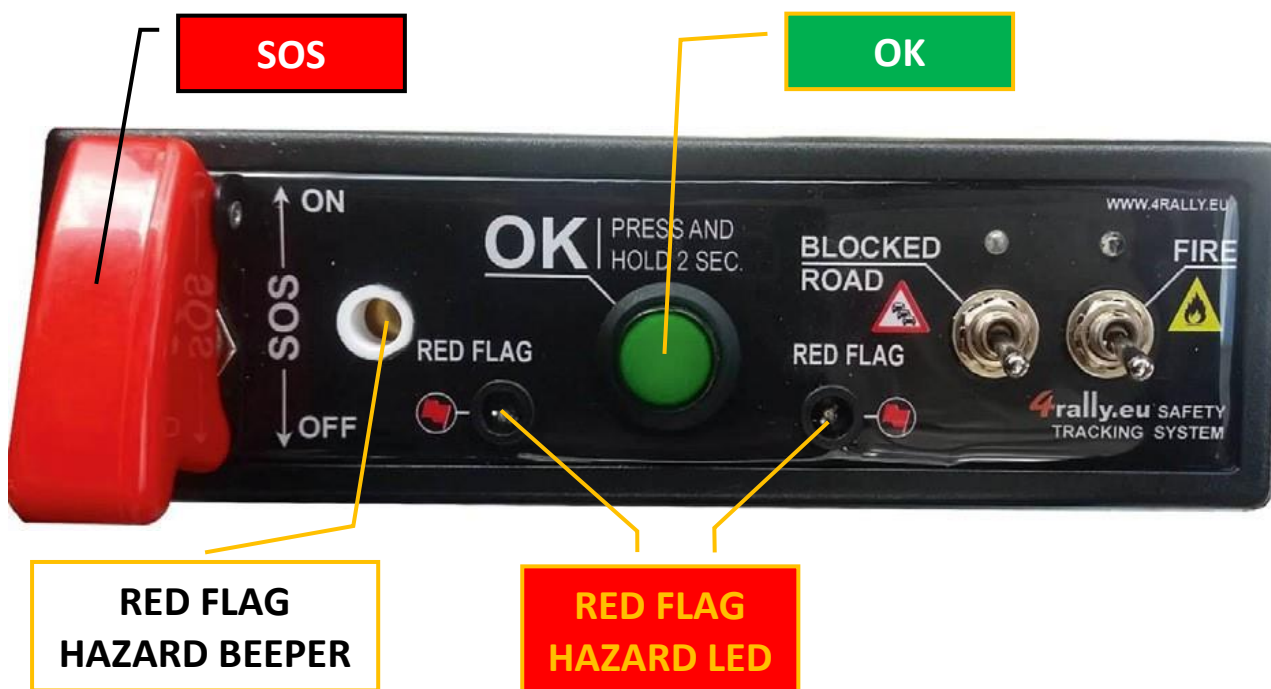 SOS
OK
ON
SOS
OFF
OK
PRESS AND
HOLD 2 SEC.
RED FLAG
RED FLAG
BLOCKED
ROAD
WWW.4RALLY.EU
FIRE
4rally.eu SAFETY
TRACKING SYSTEM
RED FLAG
HAZARD BEEPER
RED FLAG
HAZARD LED